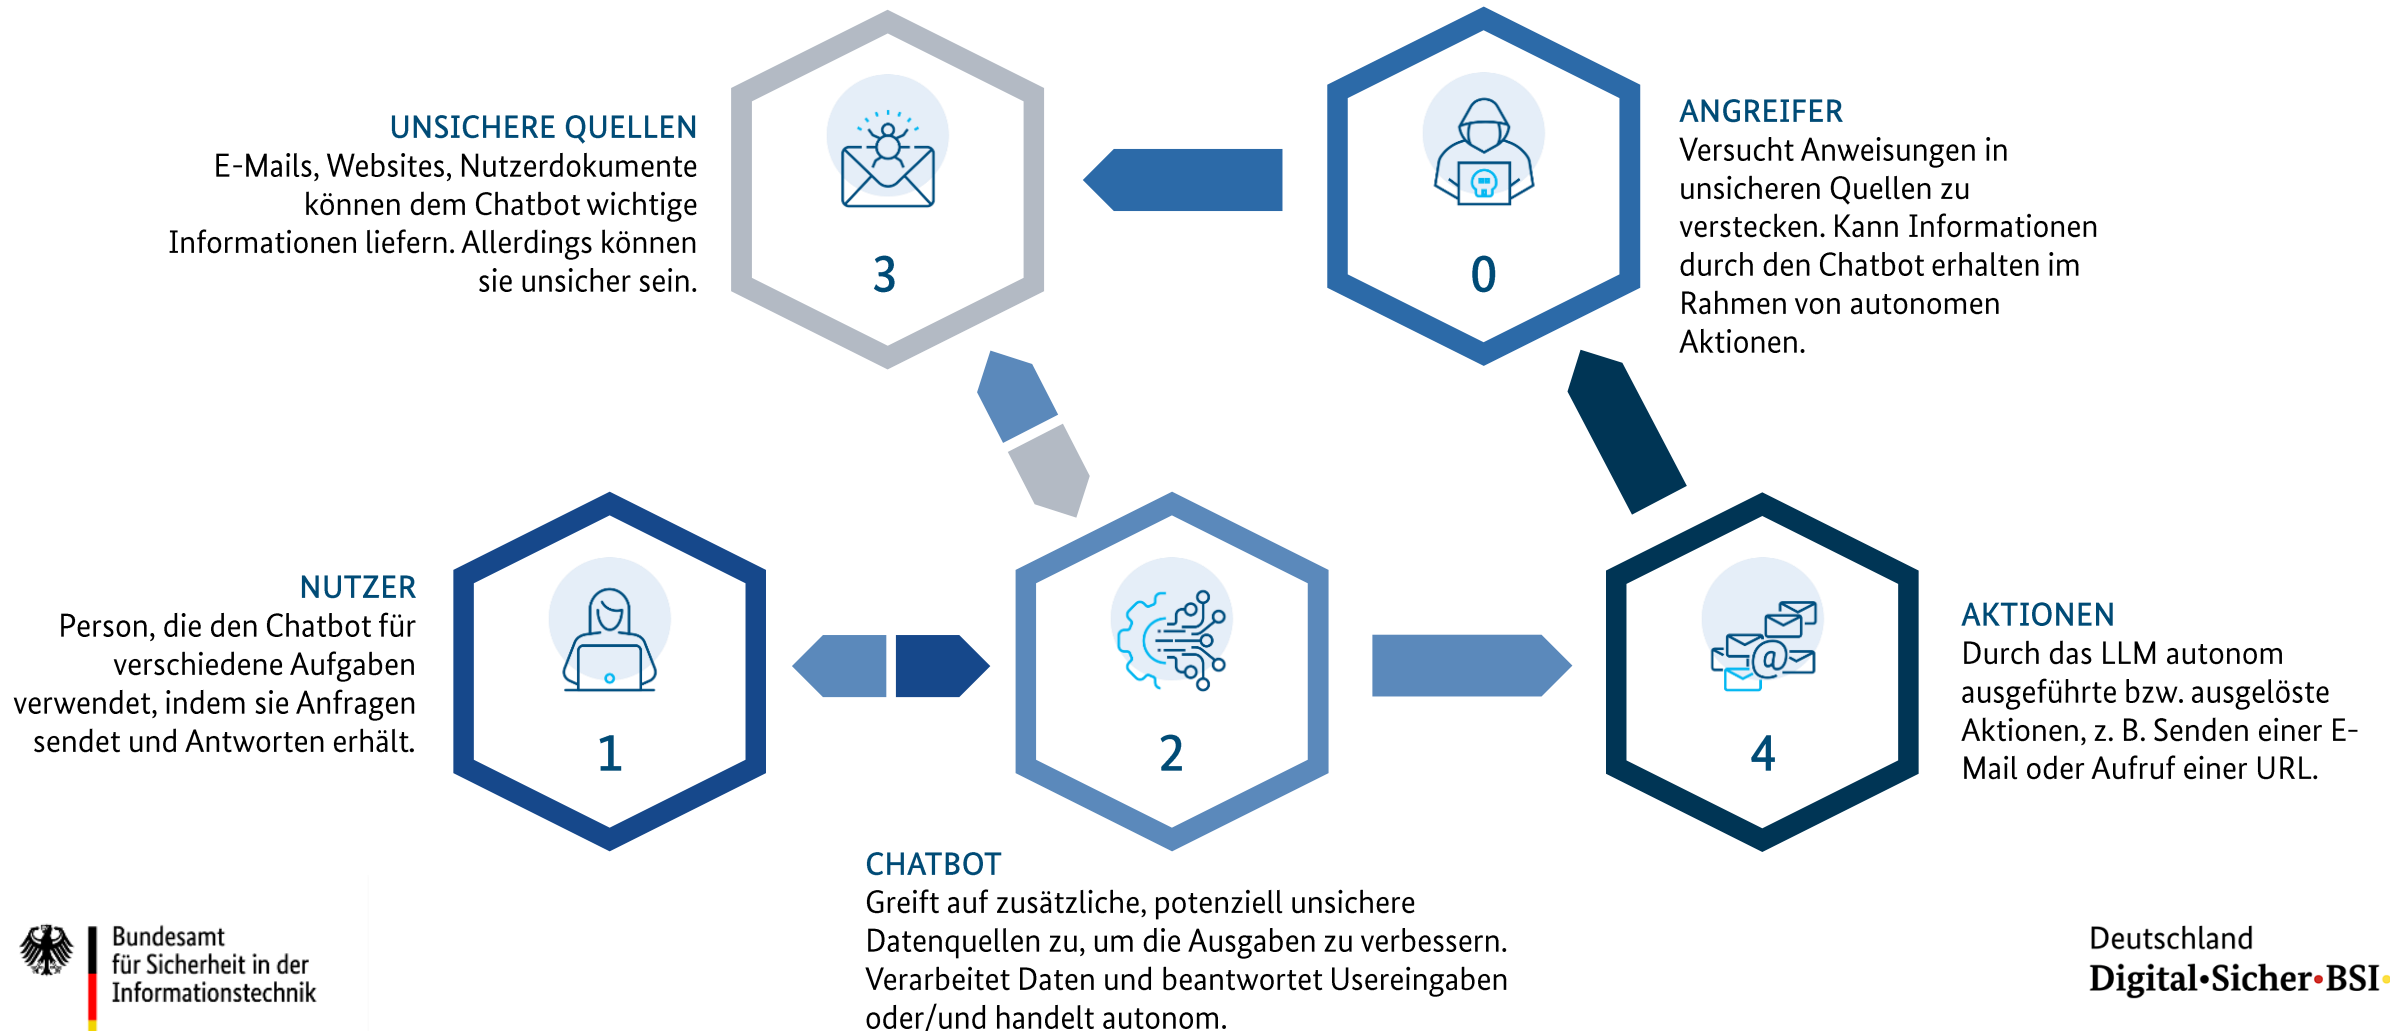 UNSICHERE QUELLEN
E-Mails, Websites, Nutzerdokumente
können dem Chatbot wichtige
Informationen liefern. Allerdings können
sie unsicher sein.
3
0
ANGREIFER
Versucht Anweisungen in
unsicheren Quellen zu
verstecken. Kann Informationen
durch den Chatbot erhalten im
Rahmen von autonomen
Aktionen.
NUTZER
Person, die den Chatbot für
verschiedene Aufgaben
verwendet, indem sie Anfragen
sendet und Antworten erhält.
1
2
CHATBOT
Greift auf zusätzliche, potenziell unsichere
Datenquellen zu, um die Ausgaben zu verbessern.
Verarbeitet Daten und beantwortet Usereingaben
oder/und handelt autonom.
4
AKTIONEN
Durch das LLM autonom
ausgeführte bzw. ausgelöste
Aktionen, z. B. Senden einer E-
Mail oder Aufruf einer URL.
Bundesamt
für Sicherheit in der
Informationstechnik
Deutschland
Digital•Sicher•BSI•